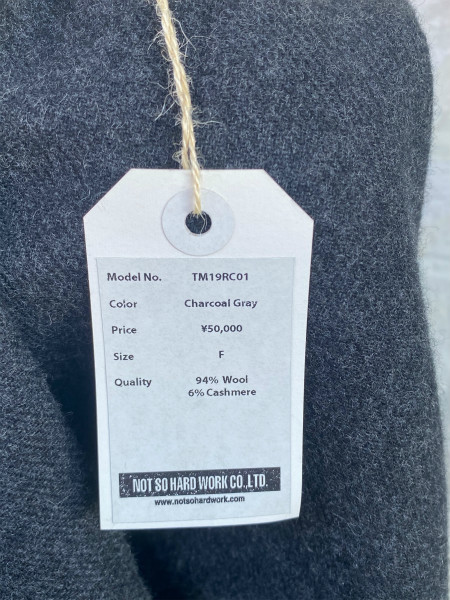 Model No. TM19RC01
Color Charcoal Gray
Price ¥50,000
Size F
Quality 94% Wool
6% Cashmere
NOT SO HARD WORK CO.,LTD.
www.notsohardwork.com